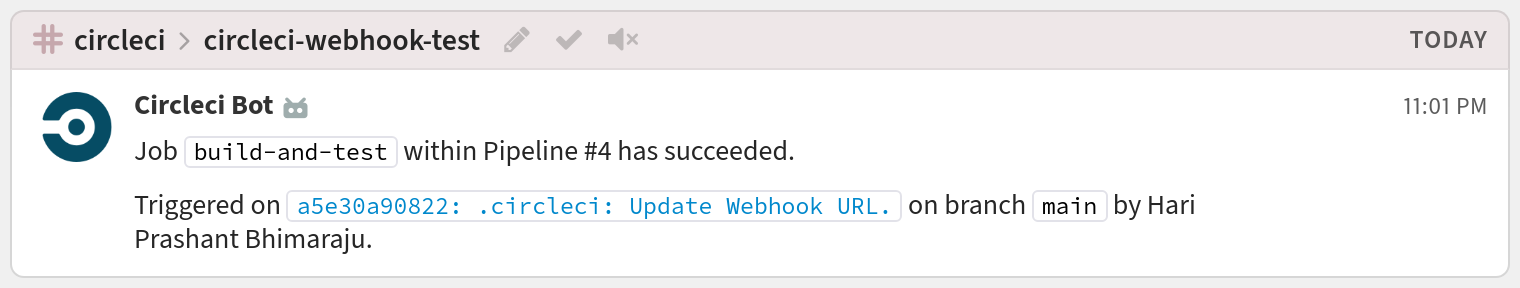 circleci > circleci-webhook-test TODAY
Circleci Bot 11:01 PM
Job build-and-test within Pipeline #4 has succeeded.
Triggered on a5e30a90822: .circleci: Update Webhook URL. on branch main by Hari
Prashant Bhimaraju.